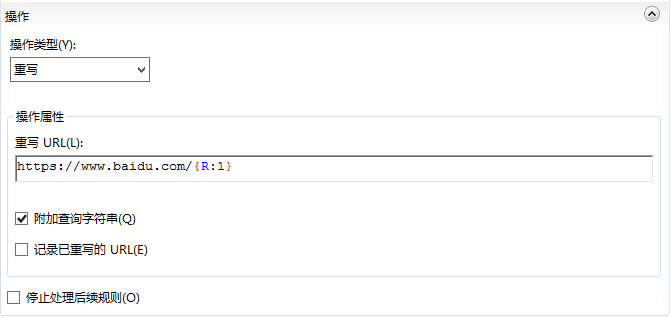 操作
操作类型(Y):
重写
操作属性
重写 URL(L):
https://www.baidu.com/{R:1}
附加查询字符串(Q)
记录已重写的 URL(E)
停止处理后续规则(O)